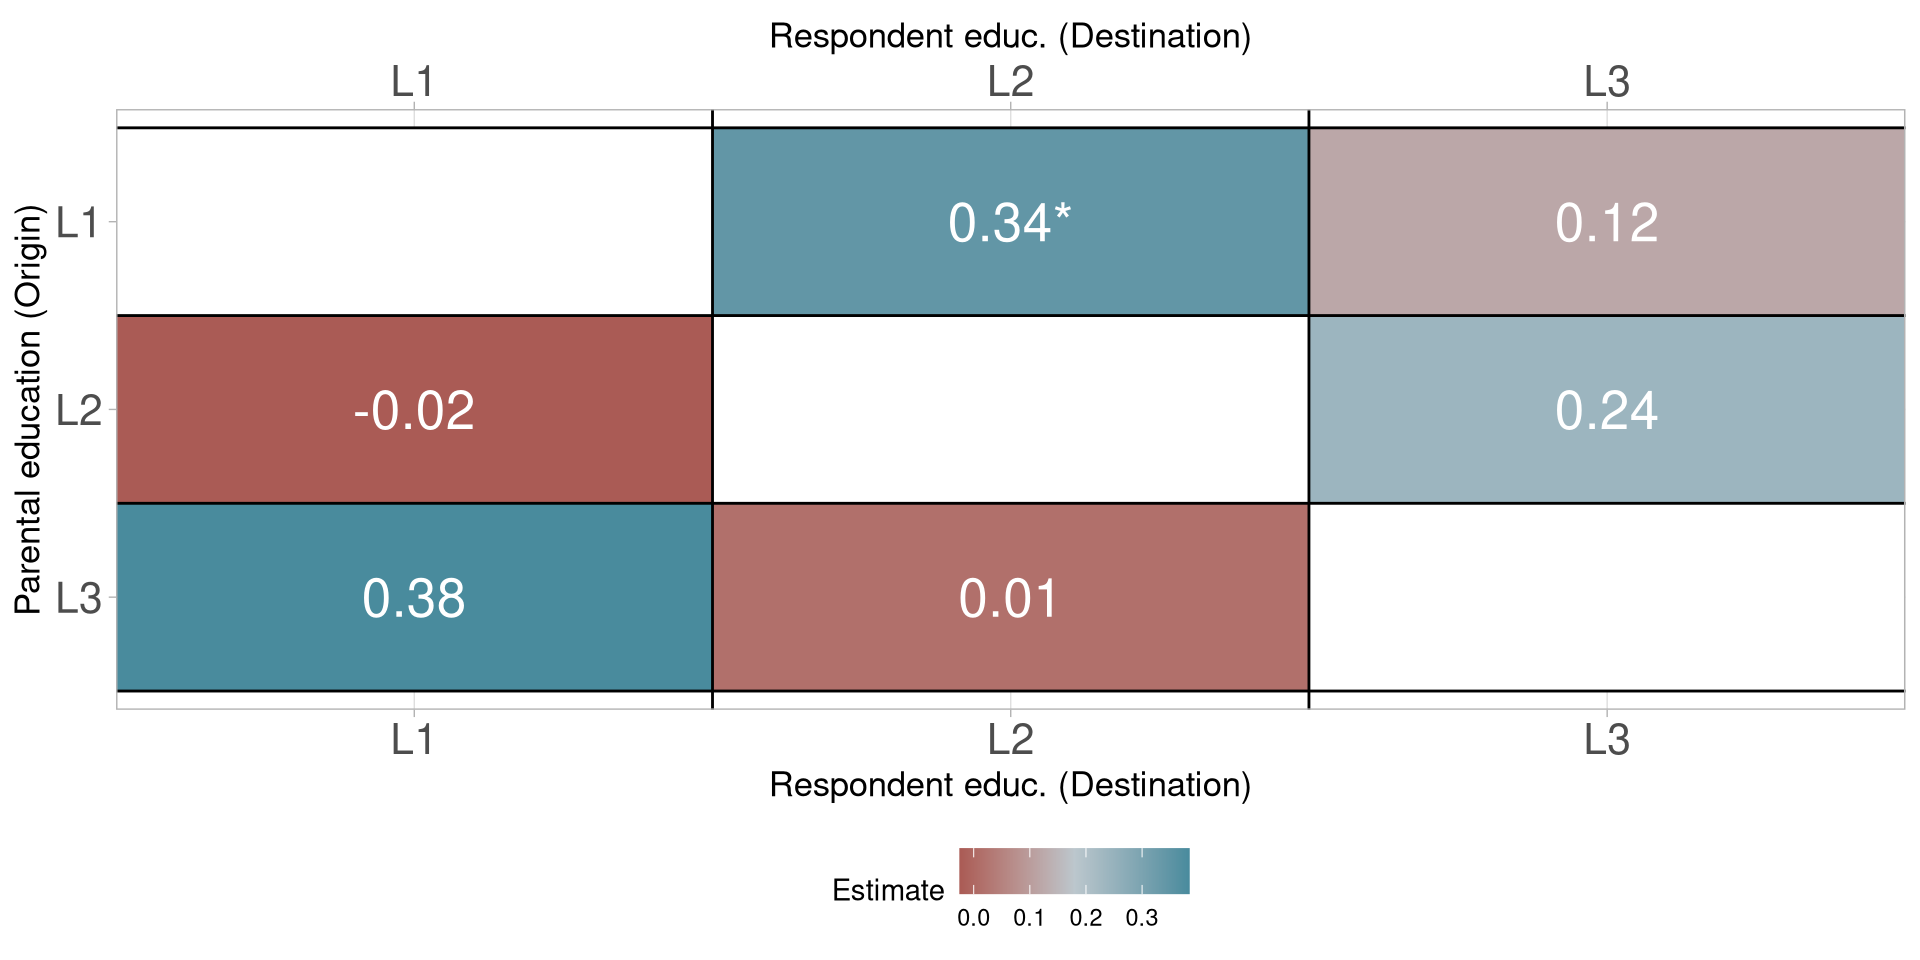 Respondent educ. (Destination)
L1 L2 L3
Parental education (Origin)
L1 0.34* 0.12
L2 -0.02 0.24
L3 0.38 0.01
L1 L2 L3
Respondent educ. (Destination)
Estimate
0.0 0.1 0.2 0.3